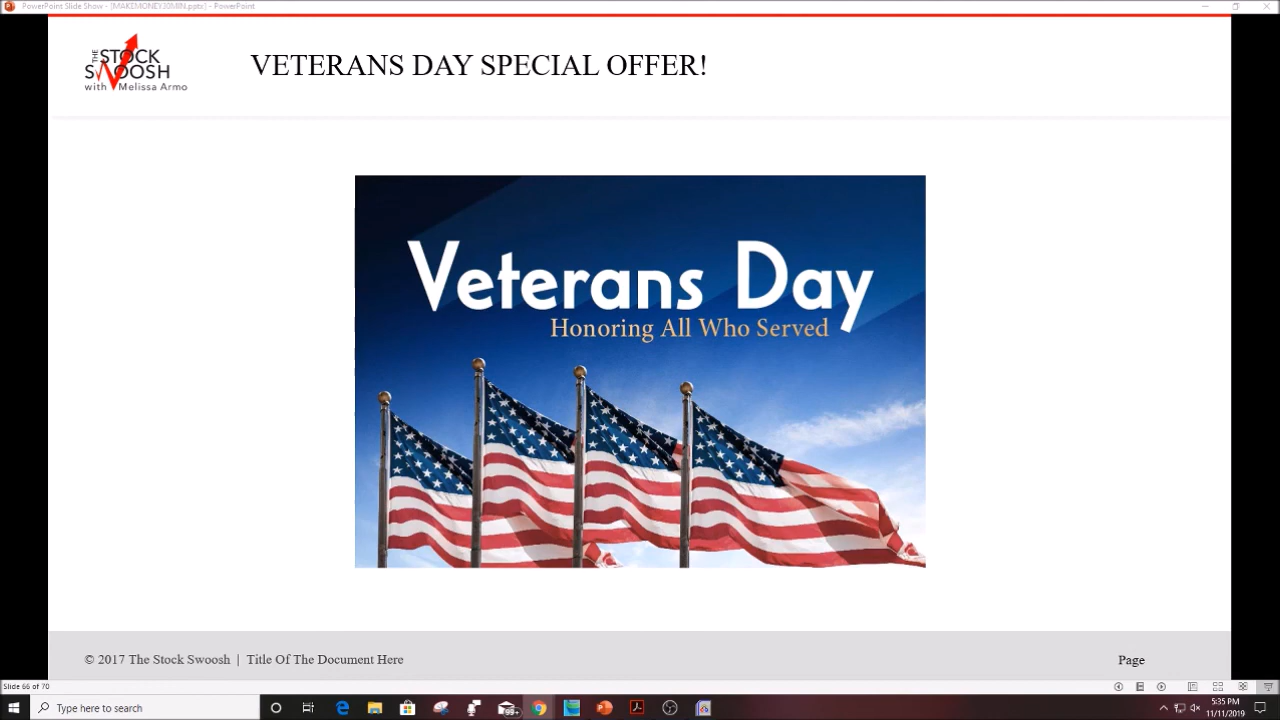 PowerPoint Slide Show - [MAKEMONEY30MIN.pptx] - PowerPoint
THE STOCK
SWOOSH
with Melissa Armo
VETERANS DAY SPECIAL OFFER!
Veterans Day
Honoring All Who Served
© 2017 The Stock Swoosh | Title Of The Document Here
Page
Slide 66 of 70
Type here to search
99+
5:35 PM
11/11/2019